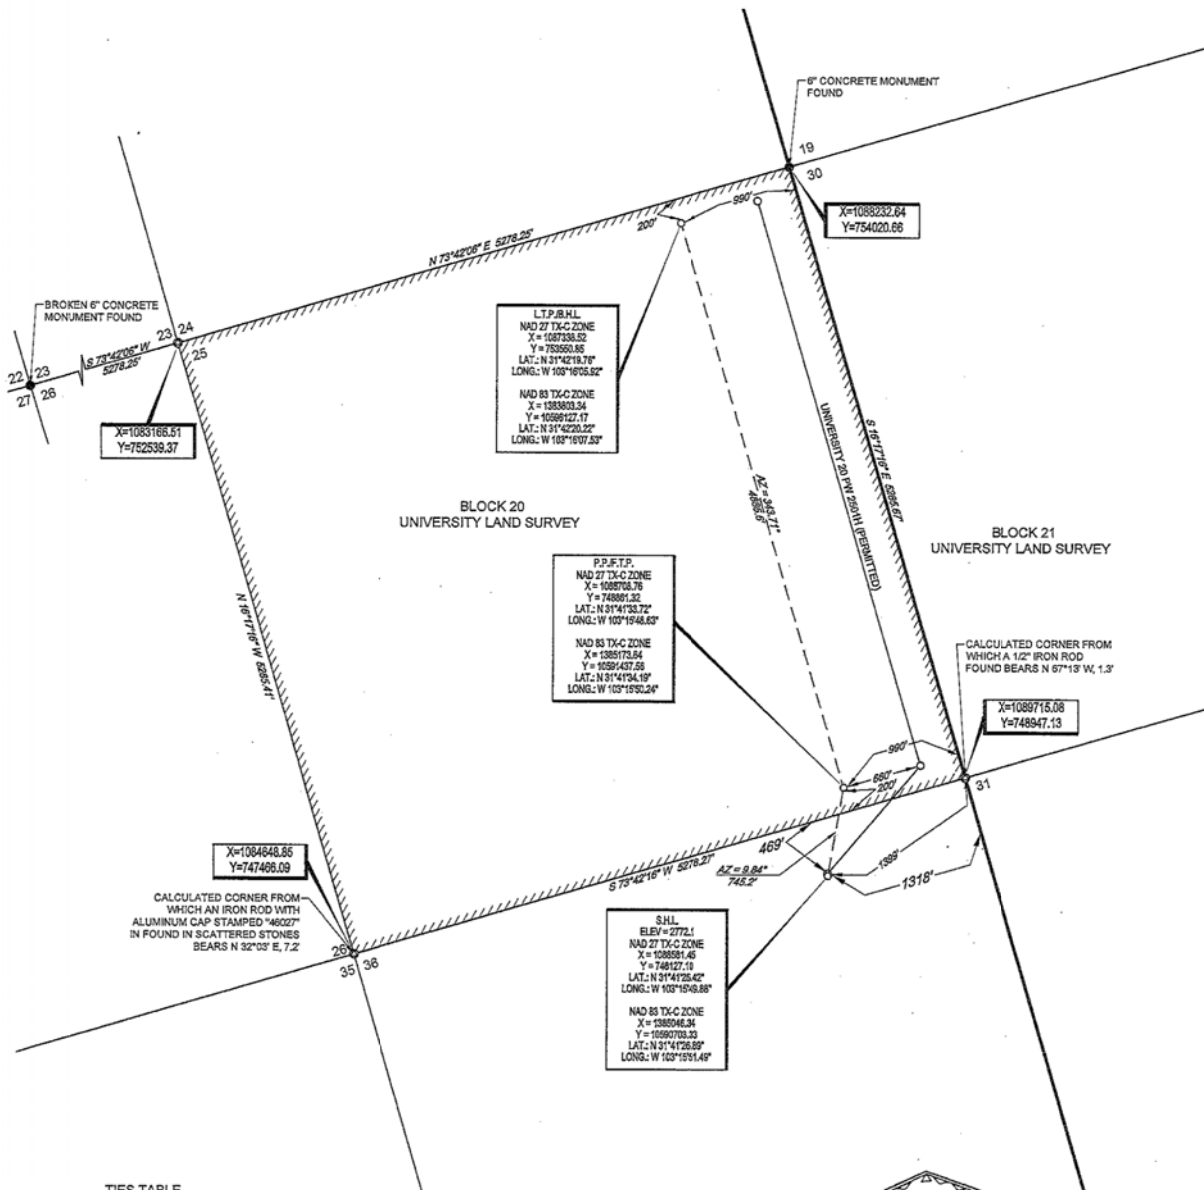 6" CONCRETE MONUMENT
FOUND
19
30
X=1088232.64
Y=754020.66
990'
200'
N 73°42'06" E 5278.25'
BROKEN 6" CONCRETE
MONUMENT FOUND
23 24
25
S 73°42'06" W
5278.25'
22 23
27 26
X=1083166.51
Y=752539.37
L.T.P./B.H.L.
NAD 27 TX-C ZONE
X = 1087338.52
Y = 753550.85
LAT.: N 31°42'19.76"
LONG.: W 103°16'05.92"
NAD 83 TX-C ZONE
X = 1383803.34
Y = 10596127.17
LAT.: N 31°42'20.22"
LONG.: W 103°16'07.53"
UNIVERSITY 20 PW 2501H (PERMITTED)
S 16°17'16" E 5285.67'
AZ = 343.71°
BLOCK 20
UNIVERSITY LAND SURVEY
BLOCK 21
UNIVERSITY LAND SURVEY
P.P./F.T.P.
NAD 27 TX-C ZONE
X = 1088708.76
Y = 748861.32
LAT.: N 31°41'33.72"
LONG.: W 103°15'48.63"
NAD 83 TX-C ZONE
X = 1385173.64
Y = 10591437.56
LAT.: N 31°41'34.19"
LONG.: W 103°15'50.24"
N 16°17'16" W 5285.41'
CALCULATED CORNER FROM
WHICH A 1/2" IRON ROD
FOUND BEARS N 67°13' W, 1.3'
X=1089715.08
Y=748947.13
990'
660'
200'
31
469'
1399'
1318'
AZ = 9.84°
745.2'
S 73°42'16" W 5278.27'
X=1084648.85
Y=747466.09
CALCULATED CORNER FROM
WHICH AN IRON ROD WITH
ALUMINUM CAP STAMPED "46027"
IN FOUND IN SCATTERED STONES
BEARS N 32°03' E, 7.2'
26
35 36
S.H.L.
ELEV = 2772.1
NAD 27 TX-C ZONE
X = 1088581.45
Y = 748127.10
LAT.: N 31°41'26.42"
LONG.: W 103°15'49.88"
NAD 83 TX-C ZONE
X = 1385046.34
Y = 10590703.33
LAT.: N 31°41'26.89"
LONG.: W 103°15'51.49"
TIES TABLE